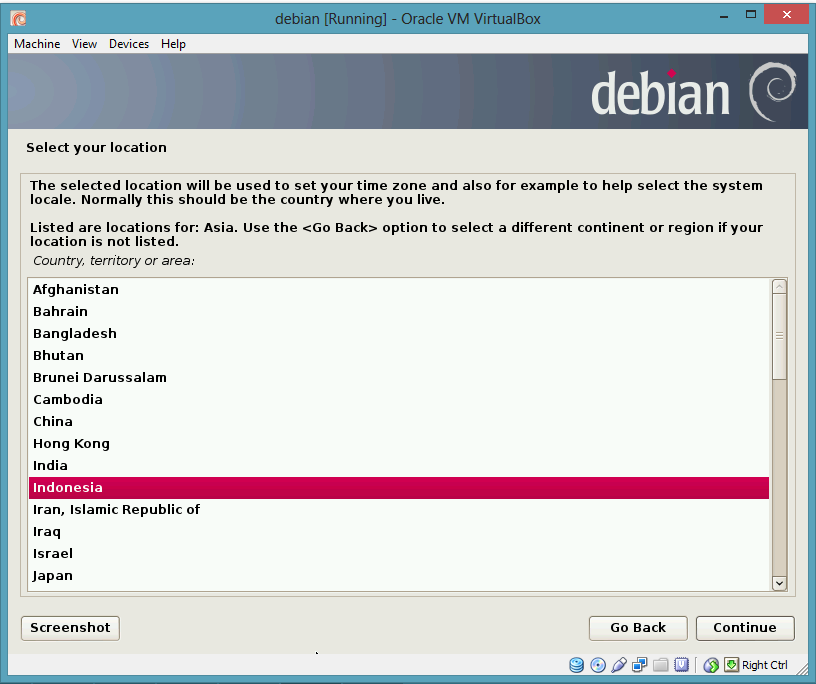 debian [Running] - Oracle VM VirtualBox
Machine View Devices Help
debian
Select your location
The selected location will be used to set your time zone and also for example to help select the system
locale. Normally this should be the country where you live.
Listed are locations for: Asia. Use the <Go Back> option to select a different continent or region if your
location is not listed.
Country, territory or area:
Afghanistan
Bahrain
Bangladesh
Bhutan
Brunei Darussalam
Cambodia
China
Hong Kong
India
Indonesia
Iran, Islamic Republic of
Iraq
Israel
Japan
Screenshot Go Back Continue
Right Ctrl